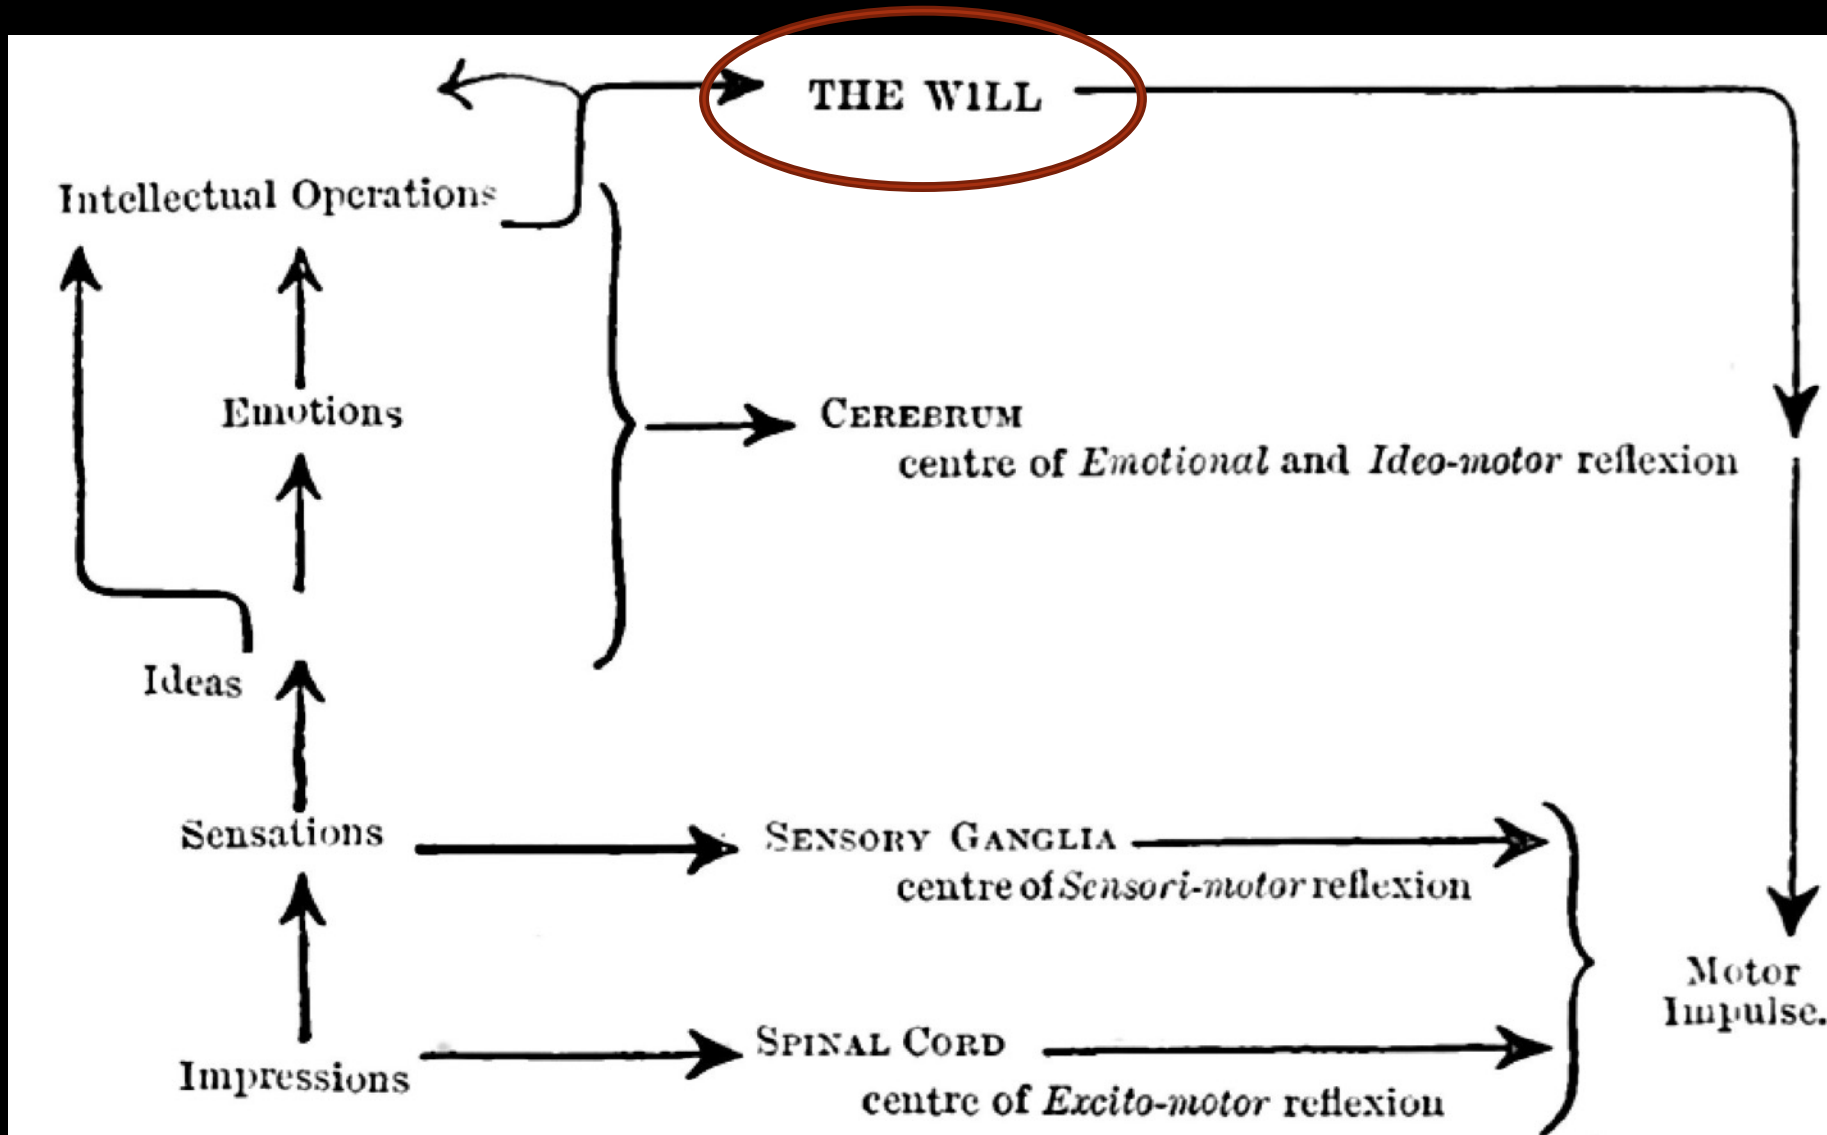 THE WILL
Intellectual Operations
Emotions
CEREBRUM
centre of Emotional and Ideo-motor reflexion
Ideas
Sensations
SENSORY GANGLIA
centre of Sensori-motor reflexion
Motor
Impulse.
Impressions
SPINAL CORD
centre of Excito-motor reflexion